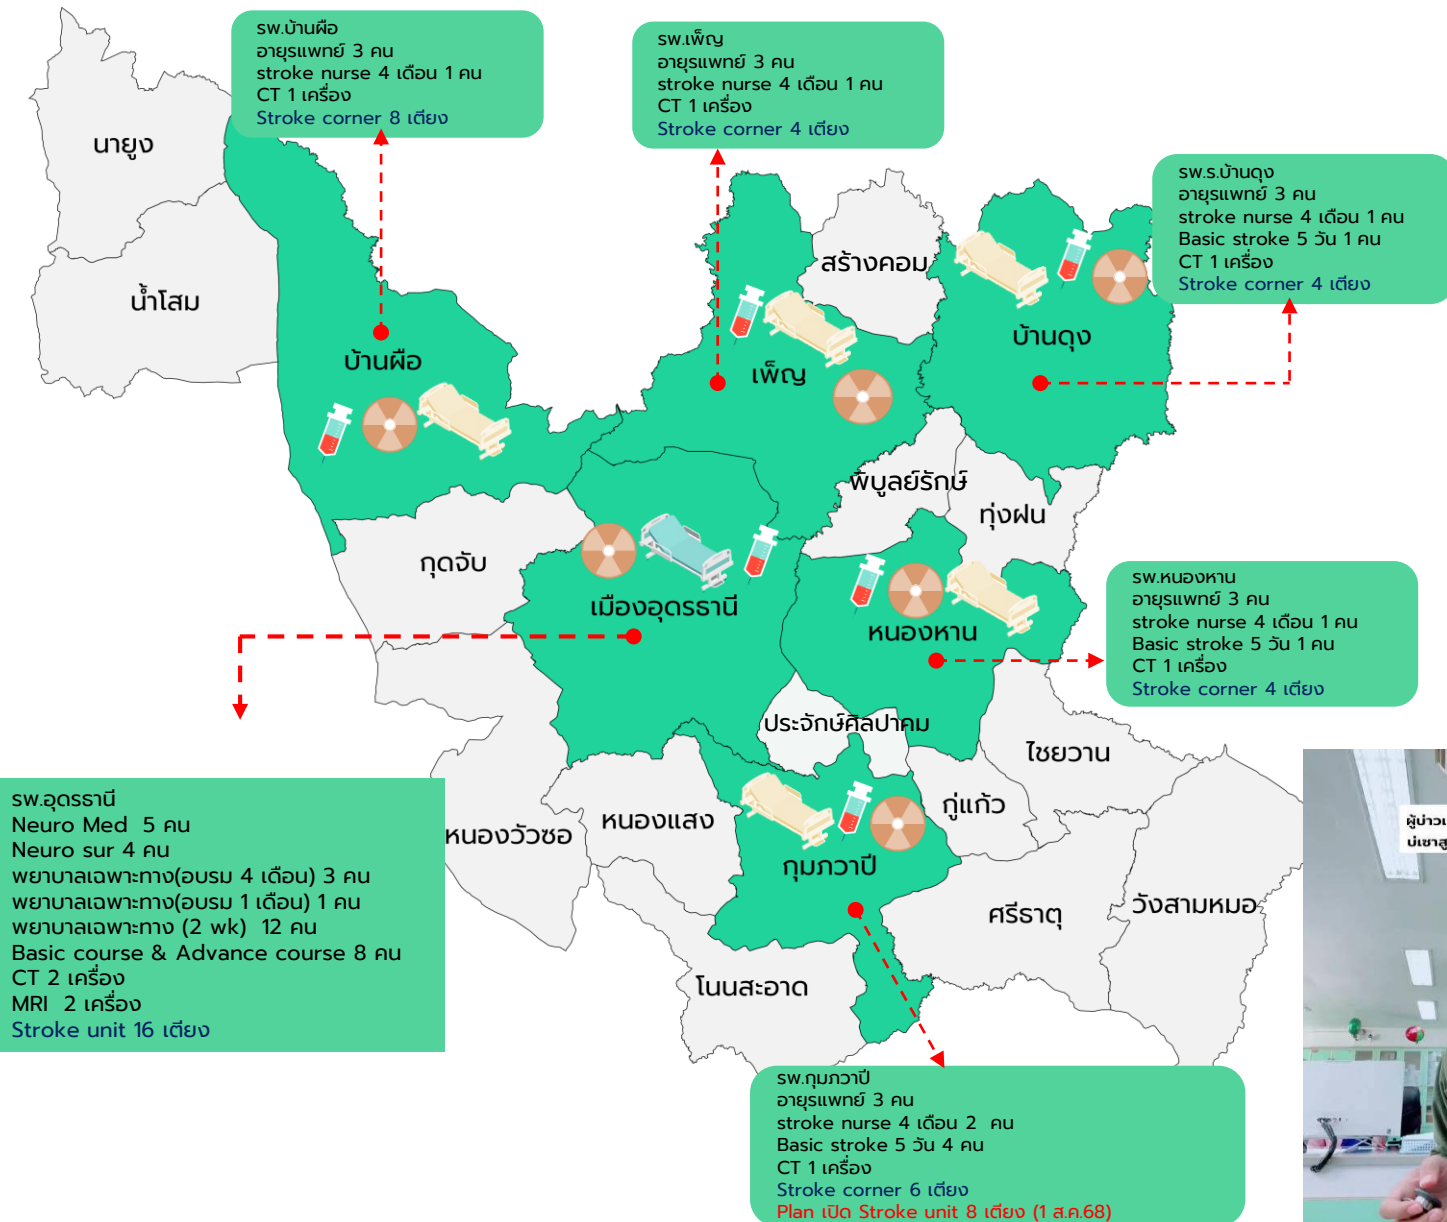 รพ.บ้านผือ
อายุรแพทย์ 3 คน
stroke nurse 4 เดือน 1 คน
CT 1 เครื่อง
Stroke corner 8 เตียง
รพ.เพ็ญ
อายุรแพทย์ 3 คน
stroke nurse 4 เดือน 1 คน
CT 1 เครื่อง
Stroke corner 4 เตียง
รพ.ร.บ้านดุง
อายุรแพทย์ 3 คน
stroke nurse 4 เดือน 1 คน
Basic stroke 5 วัน 1 คน
CT 1 เครื่อง
Stroke corner 4 เตียง
นายูง
น้ำโสม
บ้านผือ
เพ็ญ
สร้างคอม
บ้านดุง
พิบูลย์รักษ์
ทุ่งฝน
กุดจับ
เมืองอุดรธานี
หนองหาน
รพ.หนองหาน
อายุรแพทย์ 3 คน
stroke nurse 4 เดือน 1 คน
Basic stroke 5 วัน 1 คน
CT 1 เครื่อง
Stroke corner 4 เตียง
ประจักษ์ศิลปาคม
ไชยวาน
กู่แก้ว
หนองวัวซอ
หนองแสง
กุมภวาปี
ศรีธาตุ
วังสามหมอ
โนนสะอาด
รพ.อุดรธานี
Neuro Med 5 คน
Neuro sur 4 คน
พยาบาลเฉพาะทาง(อบรม 4 เดือน) 3 คน
พยาบาลเฉพาะทาง(อบรม 1 เดือน) 1 คน
พยาบาลเฉพาะทาง (2 wk) 12 คน
Basic course & Advance course 8 คน
CT 2 เครื่อง
MRI 2 เครื่อง
Stroke unit 16 เตียง
รพ.กุมภวาปี
อายุรแพทย์ 3 คน
stroke nurse 4 เดือน 2 คน
Basic stroke 5 วัน 4 คน
CT 1 เครื่อง
Stroke corner 6 เตียง
Plan เปิด Stroke unit 8 เตียง (1 ส.ค.68)